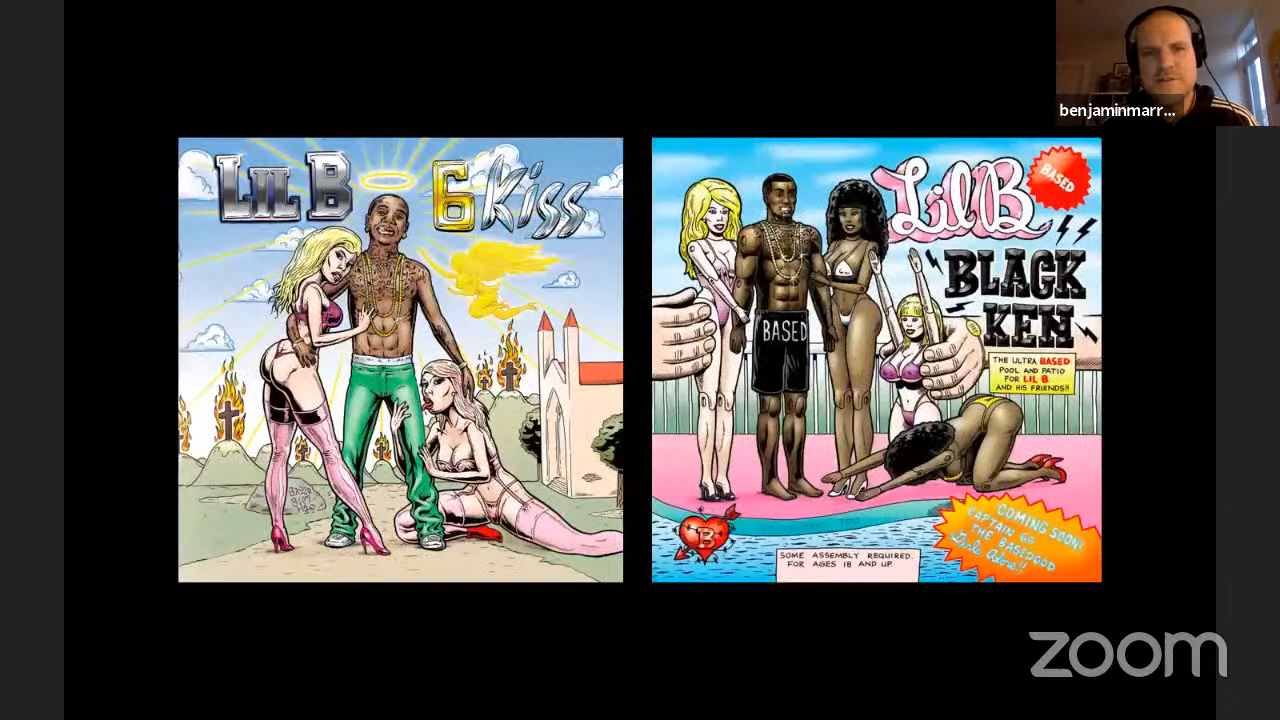 benjaminmarr...
LIL B
6 Kiss
Lil B
BASED
BLACK
KEN
BASED
THE ULTRA BASED
POOL AND PATIO
FOR LIL B
AND HIS FRIENDS!!
COMING SOON!
CAPTAIN 6F
THE BASEDGOD
B
SOME ASSEMBLY REQUIRED.
FOR AGES 18 AND UP.
zoom